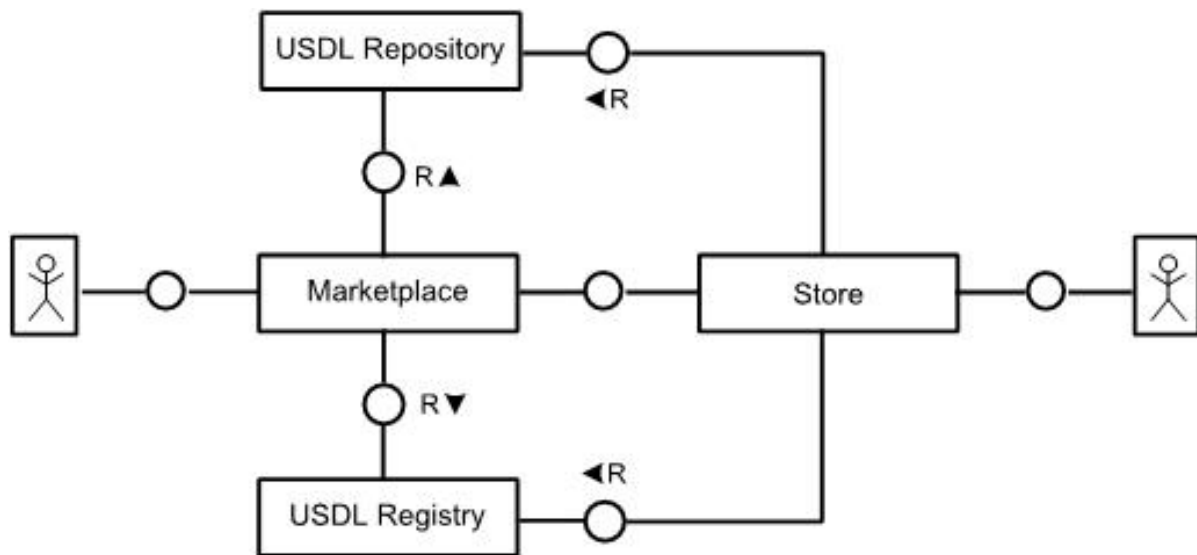 USDL Repository
◀R
R▲
Marketplace
Store
R▼
◀R
USDL Registry